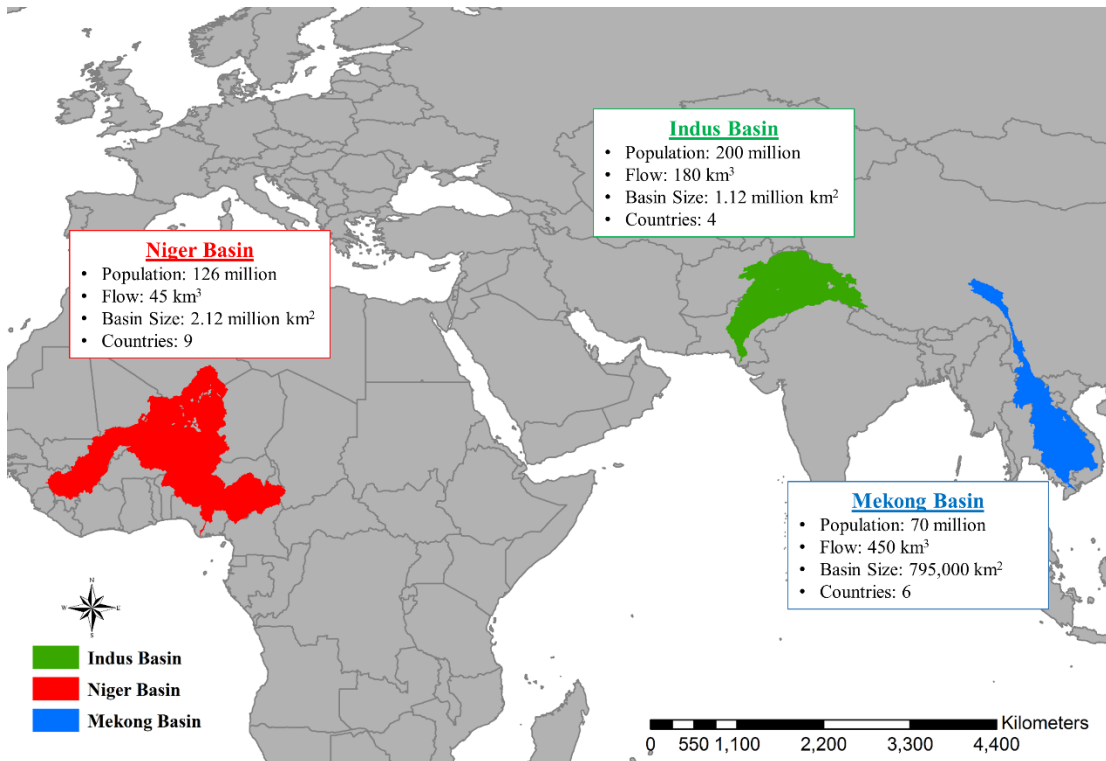 Indus Basin
• Population: 200 million
• Flow: 180 km³
• Basin Size: 1.12 million km²
• Countries: 4
Niger Basin
• Population: 126 million
• Flow: 45 km³
• Basin Size: 2.12 million km²
• Countries: 9
Mekong Basin
• Population: 70 million
• Flow: 450 km³
• Basin Size: 795,000 km²
• Countries: 6
N
W E
S
Indus Basin
Niger Basin
Mekong Basin
Kilometers
0 550 1,100 2,200 3,300 4,400